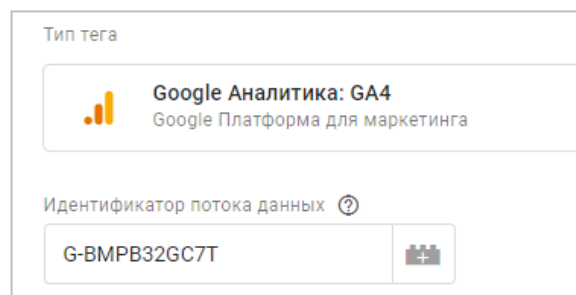 Тип тега
Google Аналитика: GA4
Google Платформа для маркетинга
Идентификатор потока данных
G-BMPB32GC7T